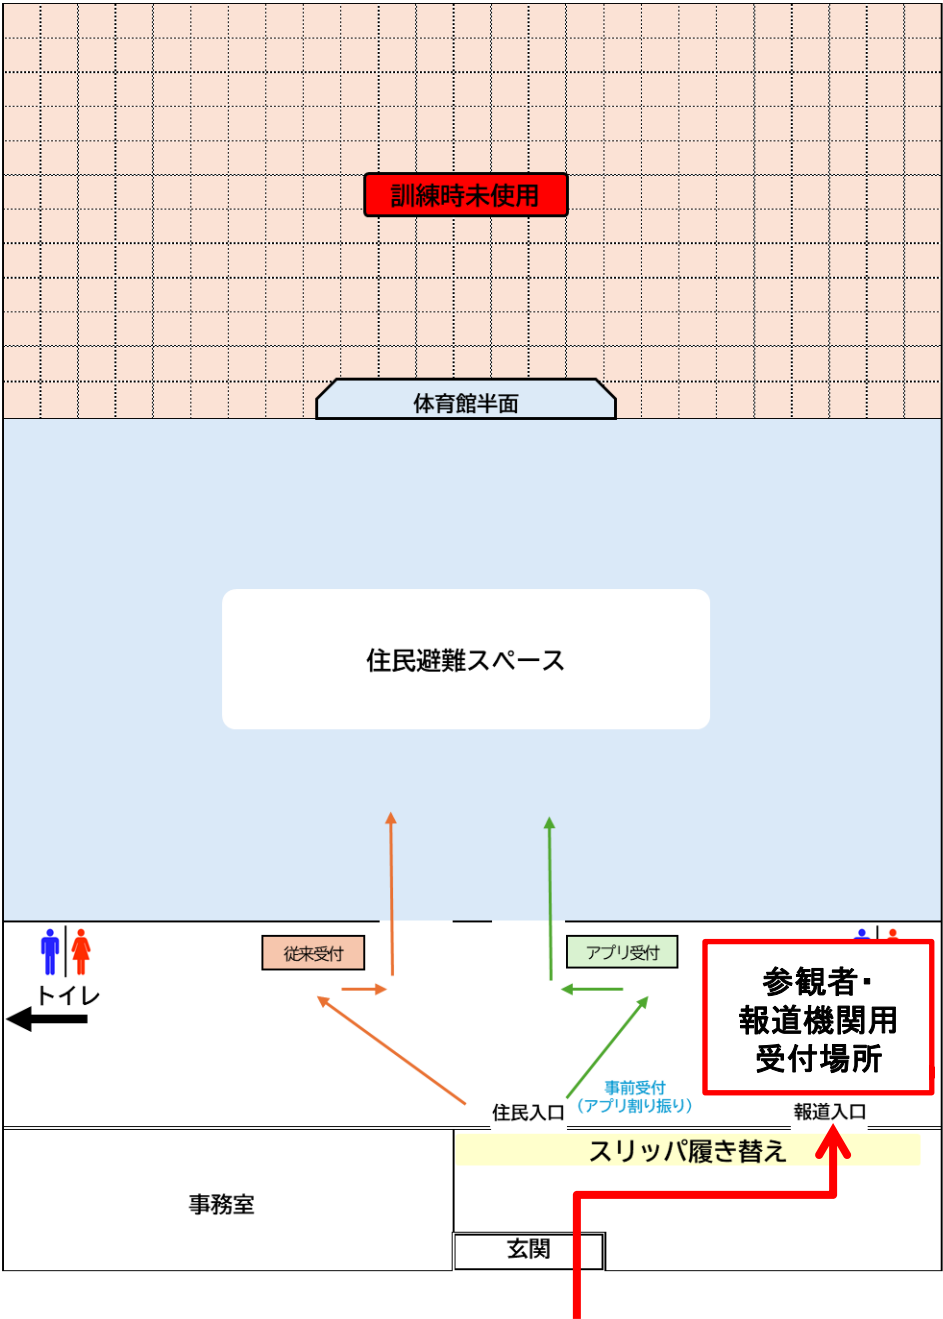 訓練時未使用
体育館半面
住民避難スペース
従来受付
アプリ受付
トイレ
参観者・
報道機関用
受付場所
事前受付
（アプリ割り振り）
住民入口
報道入口
スリッパ履き替え
事務室
玄関